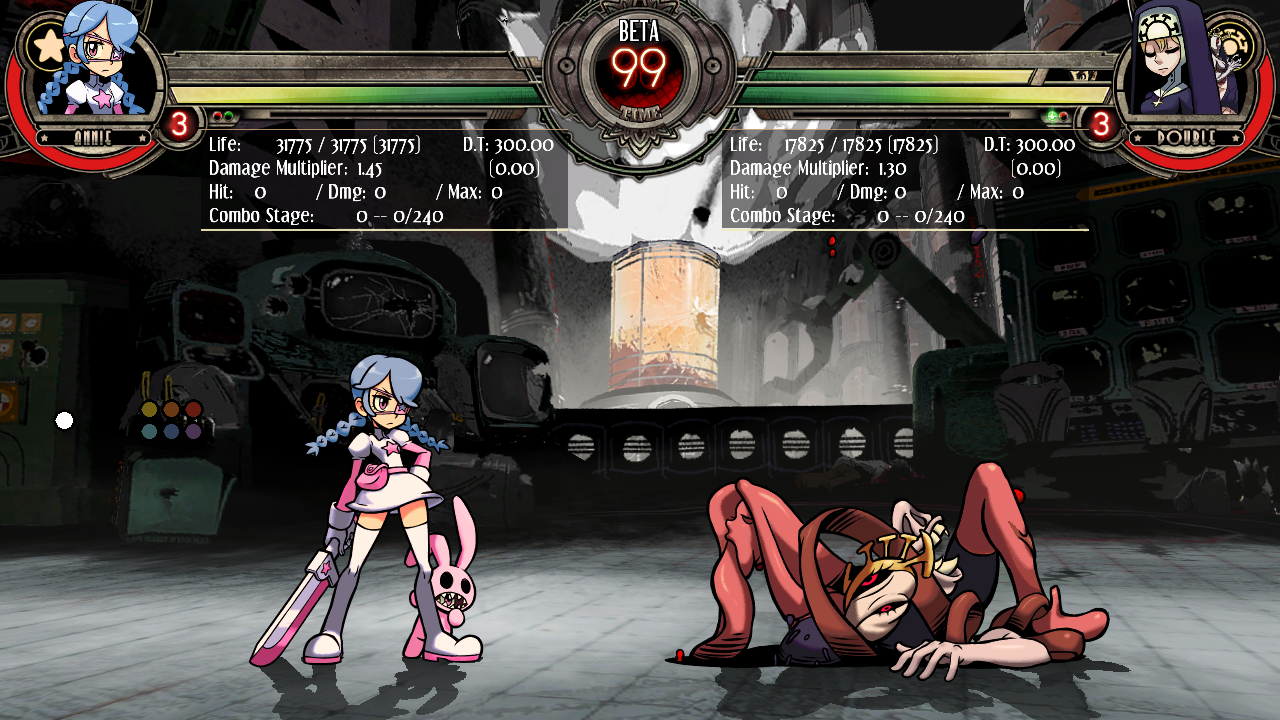 BETA
99
TIME
3
3
ANNIE
DOUBLE
Life: 31775 / 31775 (31775) D.T: 300.00
Damage Multiplier: 1.45 (0.00)
Hit: 0 / Dmg: 0 / Max: 0
Combo Stage: 0 -- 0/240
Life: 17825 / 17825 (17825) D.T: 300.00
Damage Multiplier: 1.30 (0.00)
Hit: 0 / Dmg: 0 / Max: 0
Combo Stage: 0 -- 0/240